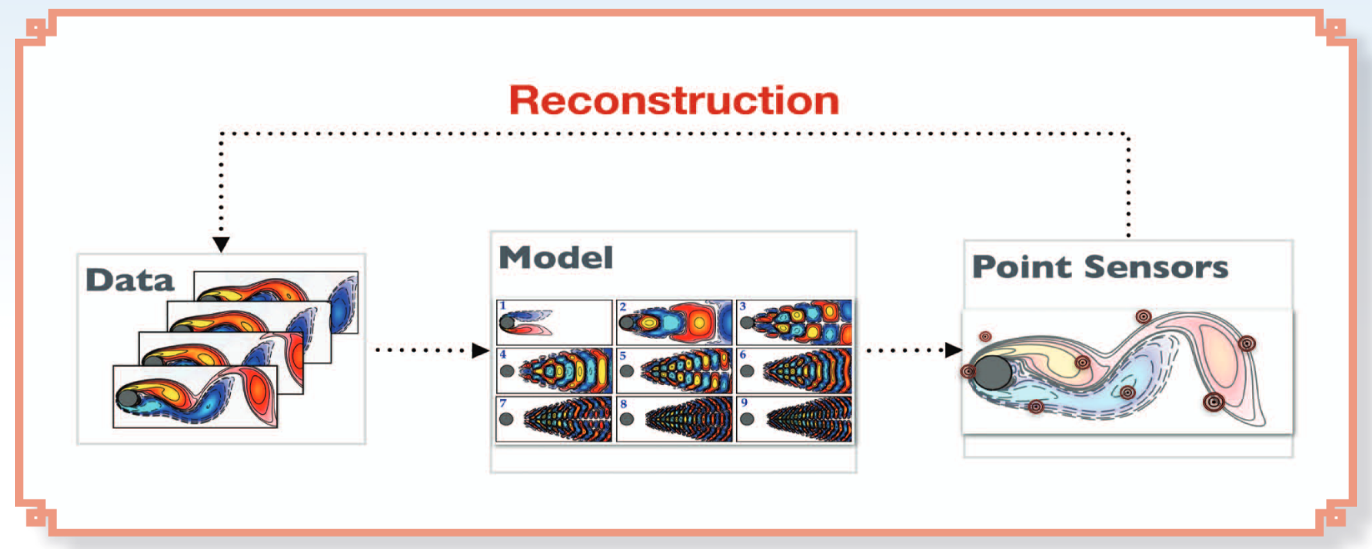 Reconstruction
Data
Model
Point Sensors
1
2
3
4
5
6
7
8
9